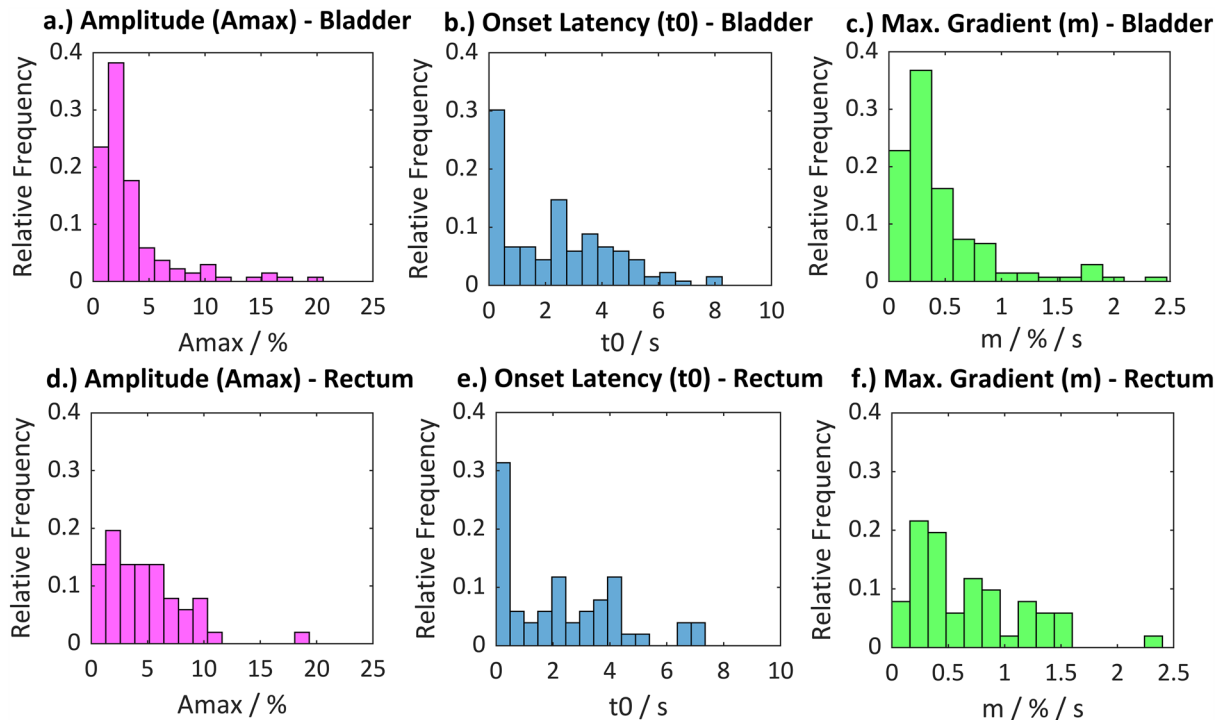 a.) Amplitude (Amax) - Bladder
0.4
0.3
0.2
0.1
0
Relative Frequency
0 5 10 15 20 25
Amax / %
b.) Onset Latency (t0) - Bladder
0.4
0.3
0.2
0.1
0
Relative Frequency
0 2 4 6 8 10
t0 / s
c.) Max. Gradient (m) - Bladder
0.4
0.3
0.2
0.1
0
Relative Frequency
0 0.5 1 1.5 2 2.5
m / % / s
d.) Amplitude (Amax) - Rectum
0.4
0.3
0.2
0.1
0
Relative Frequency
0 5 10 15 20 25
Amax / %
e.) Onset Latency (t0) - Rectum
0.4
0.3
0.2
0.1
0
Relative Frequency
0 2 4 6 8 10
t0 / s
f.) Max. Gradient (m) - Rectum
0.4
0.3
0.2
0.1
0
Relative Frequency
0 0.5 1 1.5 2 2.5
m / % / s